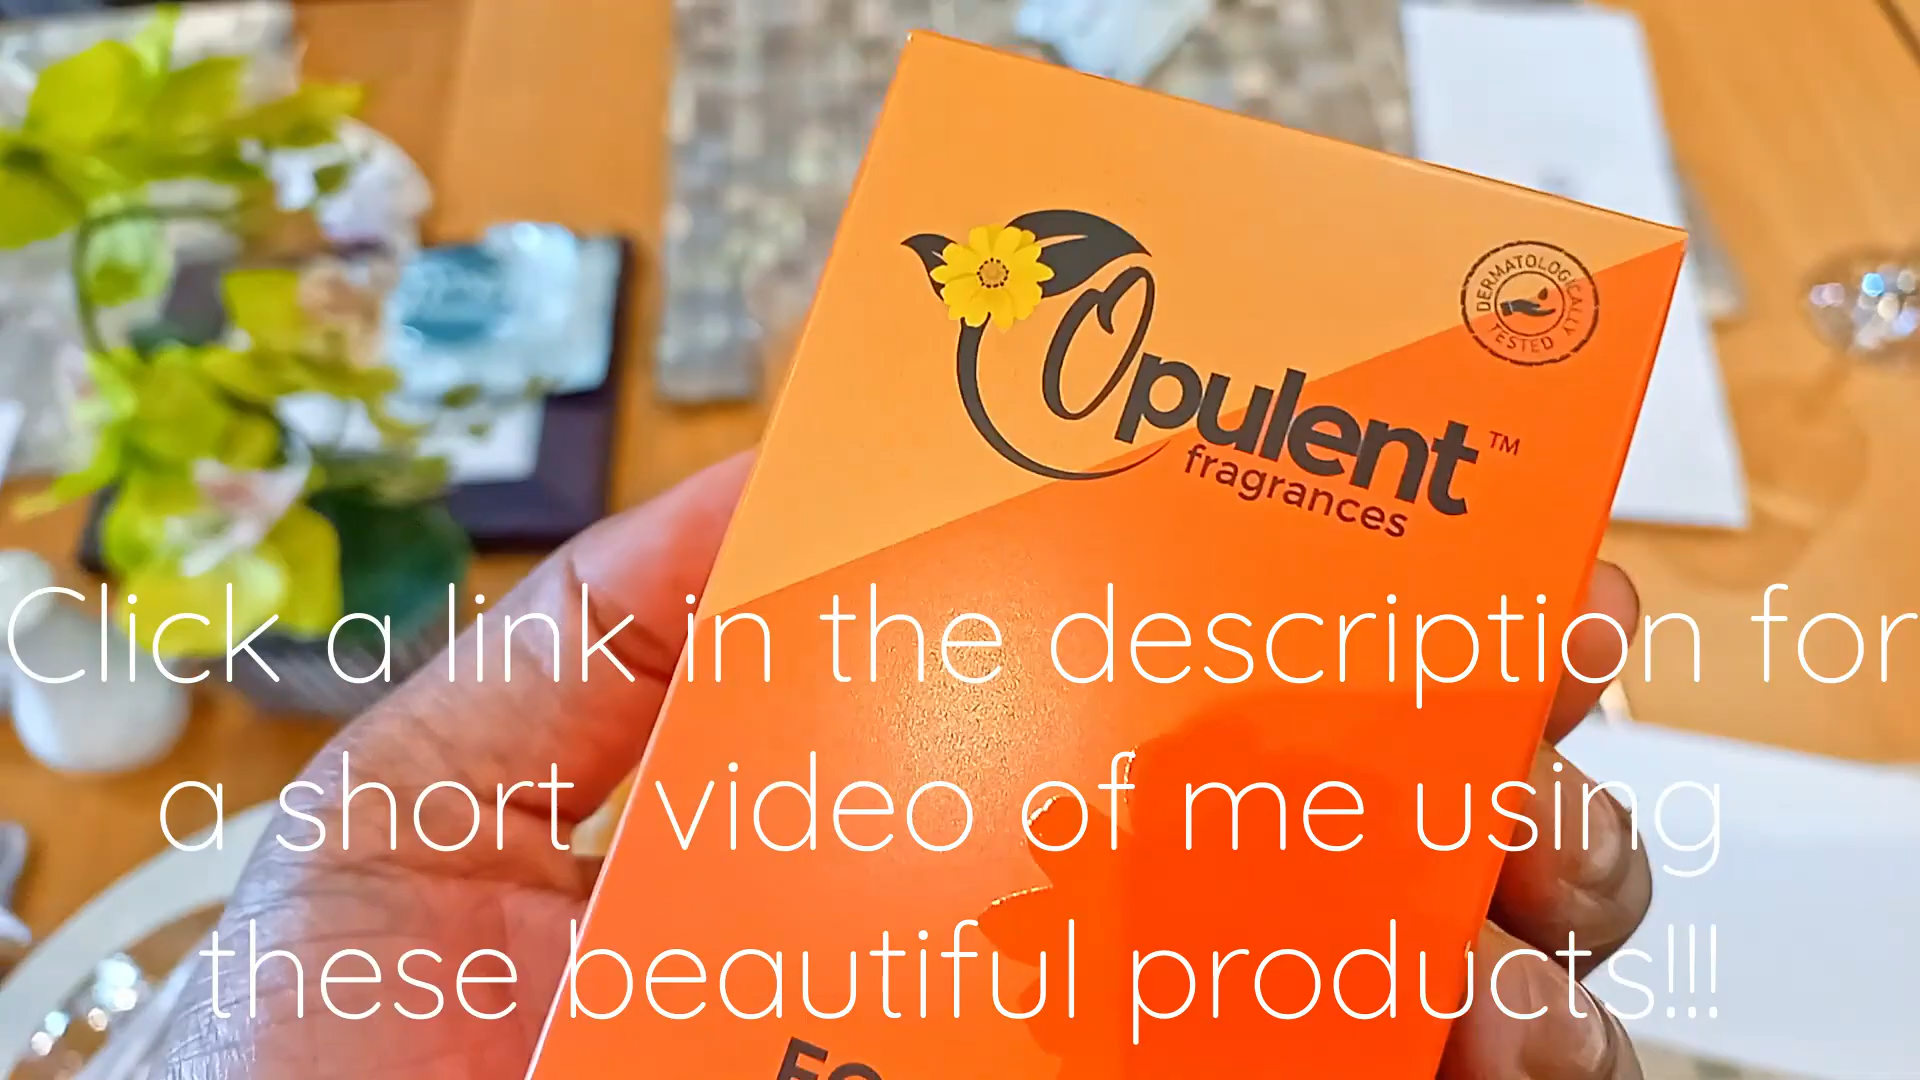 Opulent™
fragrances
DERMATOLOGICALLY
TESTED
Click a link in the description for
a short video of me using
these beautiful products!!!